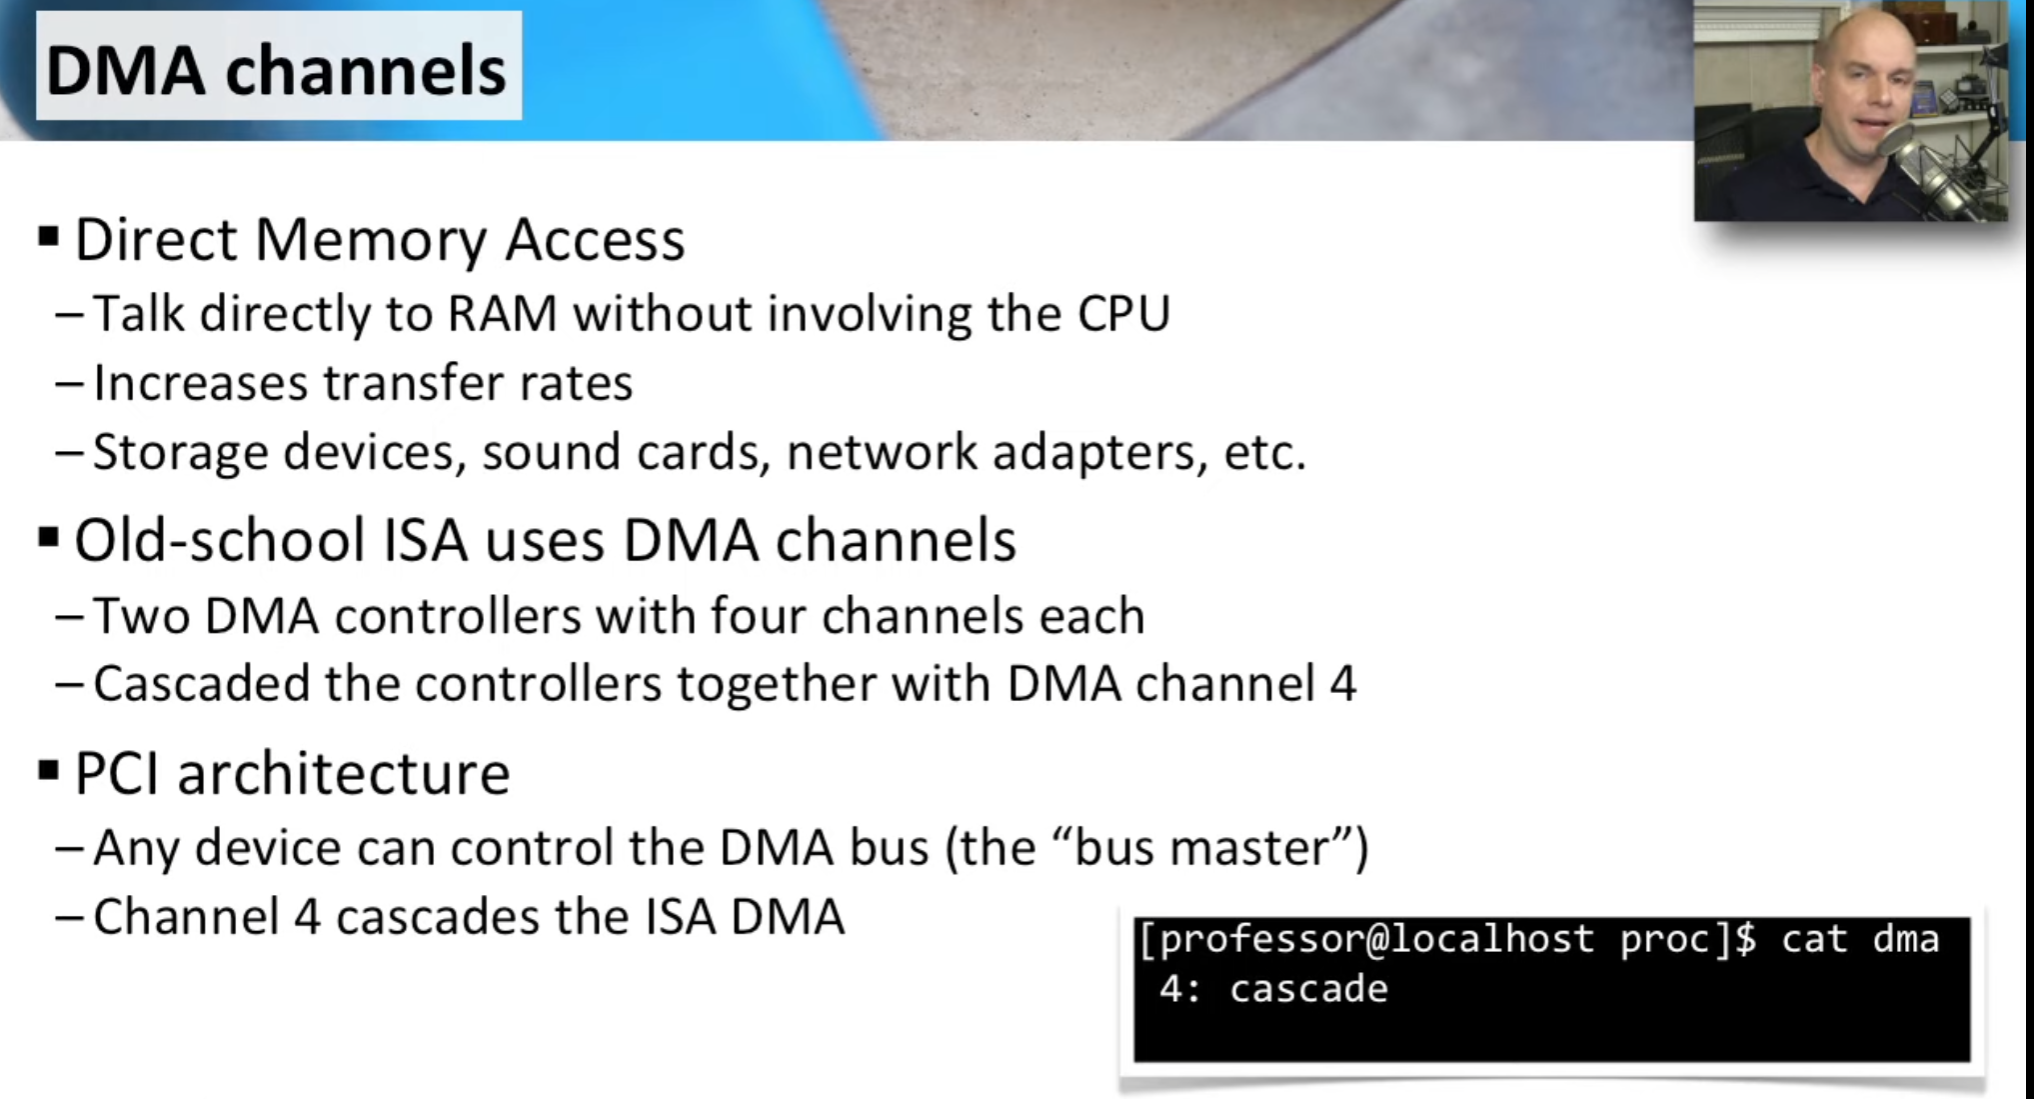 DMA channels
▪ Direct Memory Access
– Talk directly to RAM without involving the CPU
– Increases transfer rates
– Storage devices, sound cards, network adapters, etc.
▪ Old-school ISA uses DMA channels
– Two DMA controllers with four channels each
– Cascaded the controllers together with DMA channel 4
▪ PCI architecture
– Any device can control the DMA bus (the “bus master”)
– Channel 4 cascades the ISA DMA
[professor@localhost proc]$ cat dma
4: cascade